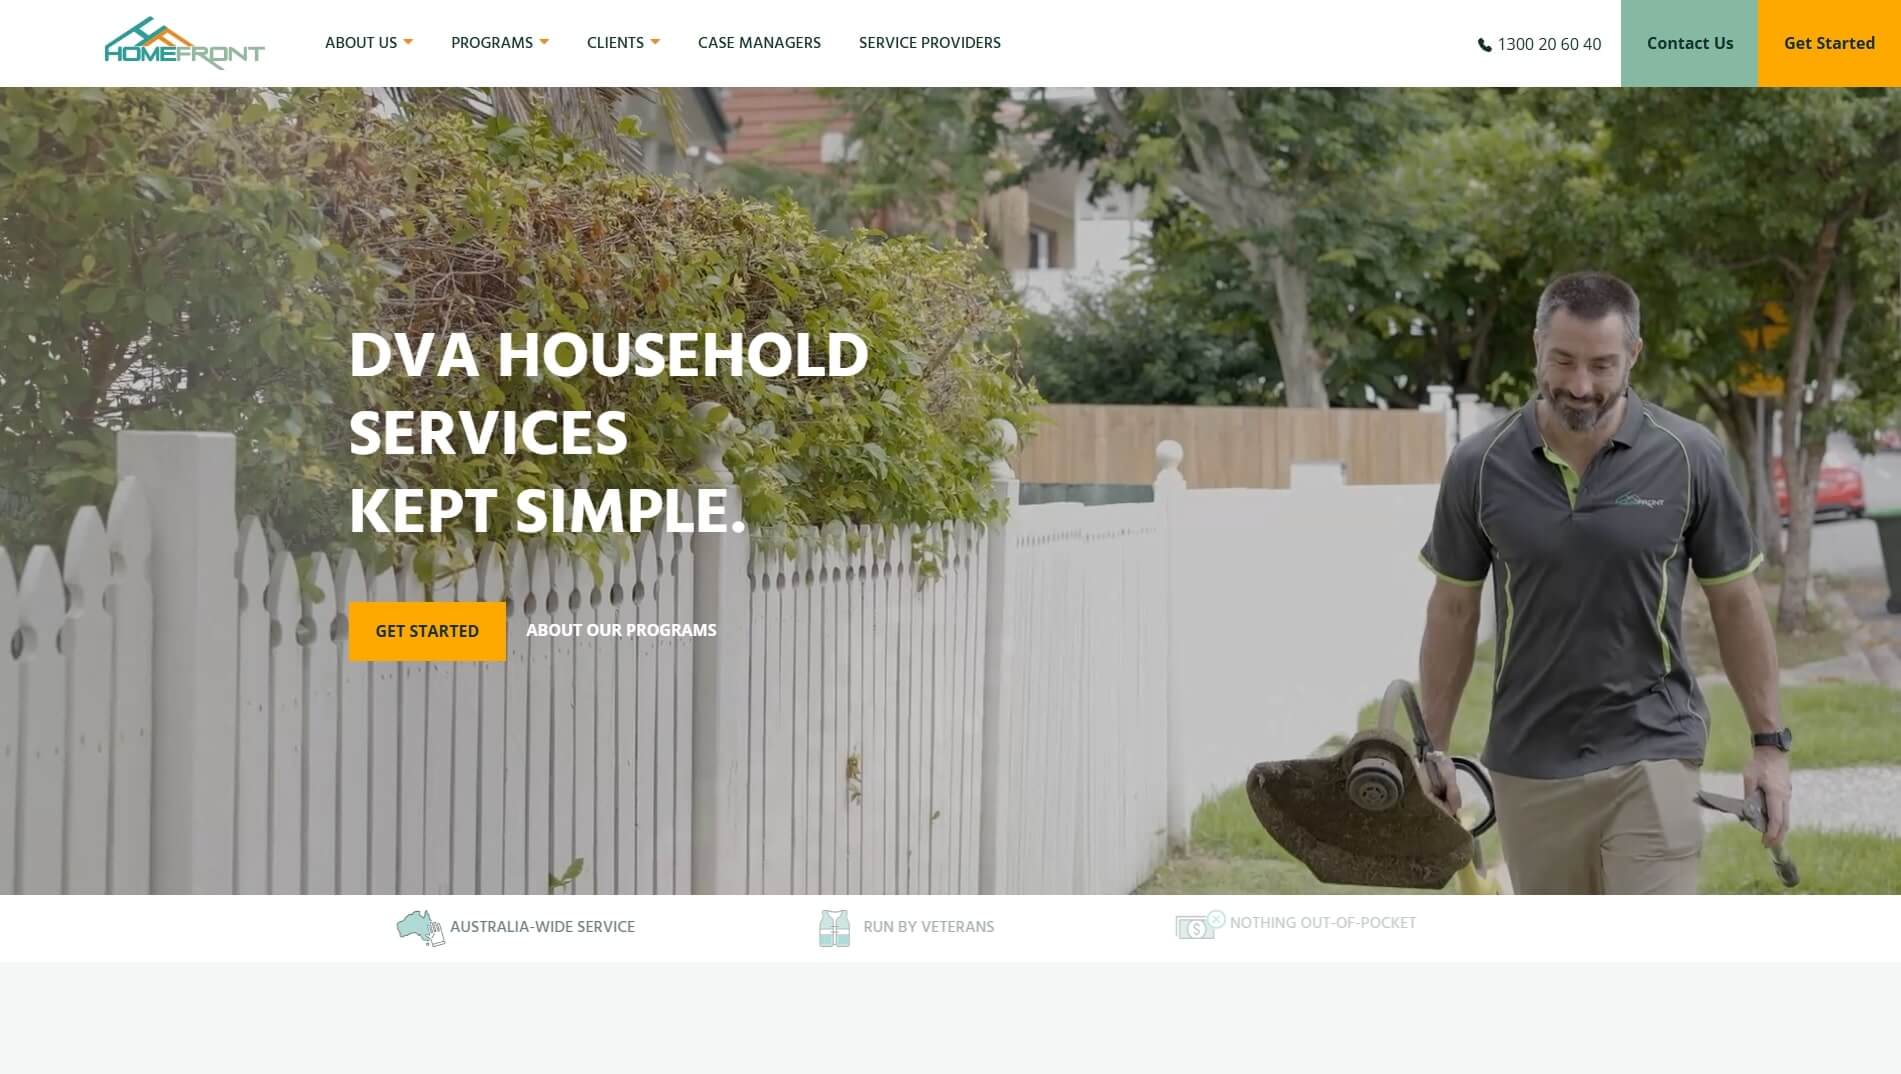 HOMEFRONT
ABOUT US
PROGRAMS
CLIENTS
CASE MANAGERS
SERVICE PROVIDERS
1300 20 60 40
Contact Us
Get Started
DVA HOUSEHOLD
SERVICES
KEPT SIMPLE.
HOMEFRONT
GET STARTED
ABOUT OUR PROGRAMS
AUSTRALIA-WIDE SERVICE
RUN BY VETERANS
NOTHING OUT-OF-POCKET